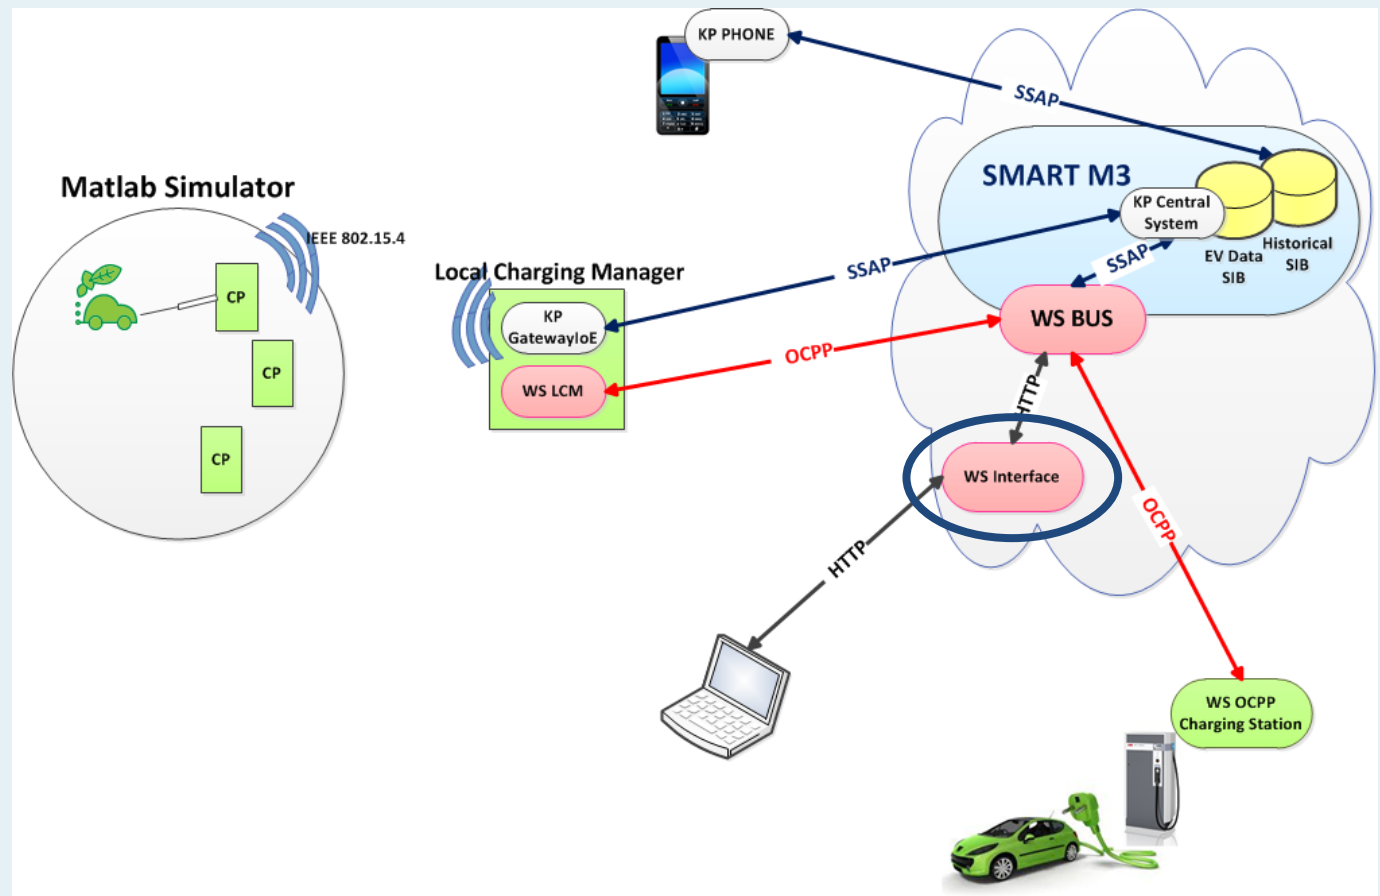 KP PHONE
SSAP
SMART M3
KP Central
System
EV Data
SIB
Historical
SIB
SSAP
Matlab Simulator
IEEE 802.15.4
CP
CP
CP
Local Charging Manager
KP
GatewayIoE
WS LCM
SSAP
OCPP
WS BUS
HTTP
WS Interface
HTTP
OCPP
WS OCPP
Charging Station